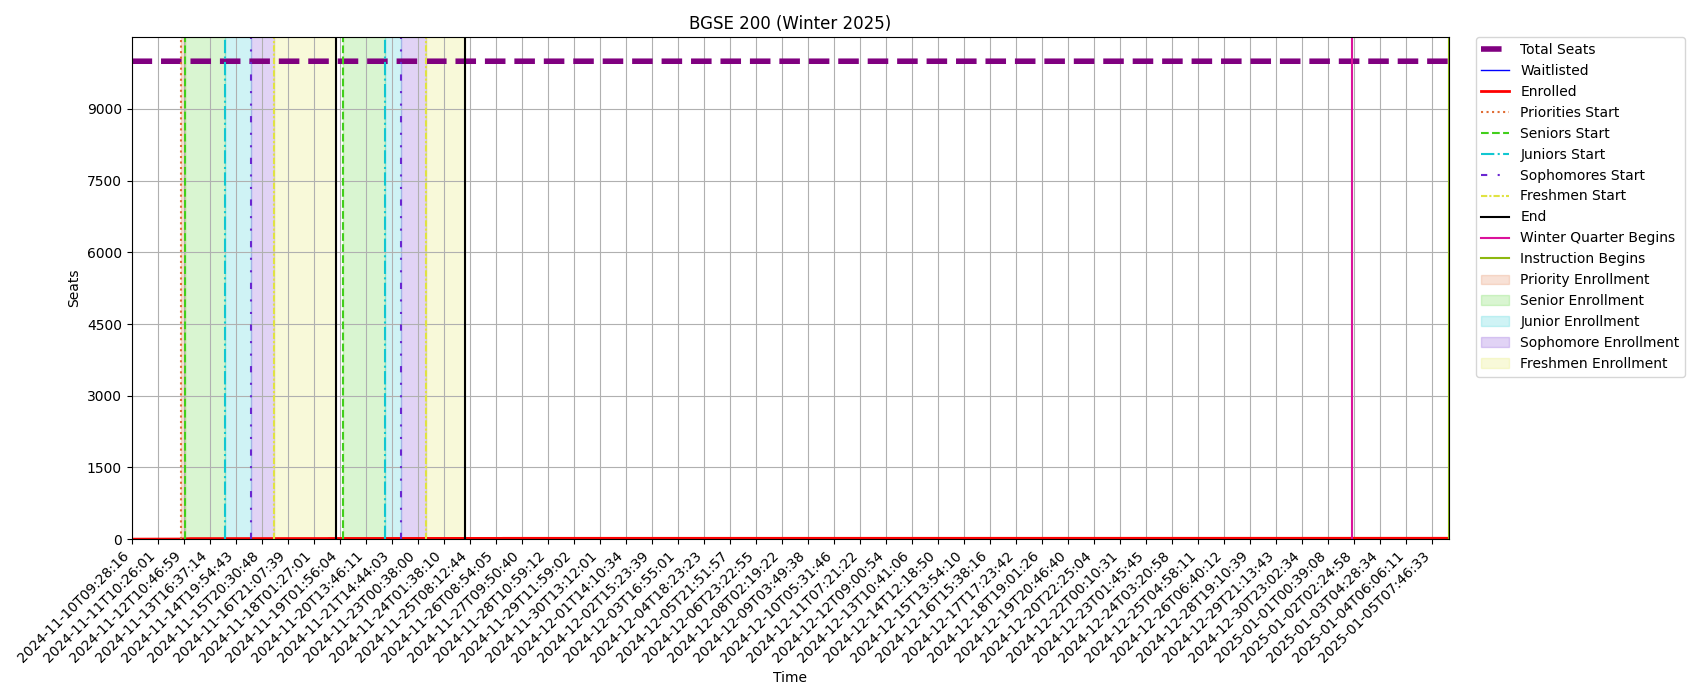 BGSE 200 (Winter 2025)
Seats
9000
7500
6000
4500
3000
1500
0
2024-11-10T09:28:16
2024-11-11T10:26:01
2024-11-12T10:46:59
2024-11-13T16:37:14
2024-11-14T19:54:43
2024-11-15T20:30:48
2024-11-16T21:07:39
2024-11-18T01:27:01
2024-11-19T01:56:04
2024-11-20T13:46:11
2024-11-21T14:44:03
2024-11-23T00:38:00
2024-11-24T01:38:10
2024-11-25T08:12:44
2024-11-26T08:54:05
2024-11-27T09:50:40
2024-11-28T10:59:12
2024-11-29T11:59:02
2024-11-30T13:12:01
2024-12-01T14:10:34
2024-12-02T15:23:39
2024-12-03T16:55:01
2024-12-04T18:23:23
2024-12-05T21:51:57
2024-12-06T23:22:55
2024-12-08T02:19:22
2024-12-09T03:49:38
2024-12-10T05:31:46
2024-12-11T07:21:22
2024-12-12T09:00:54
2024-12-13T10:41:06
2024-12-14T12:18:50
2024-12-15T13:54:10
2024-12-16T15:38:16
2024-12-17T17:23:42
2024-12-18T19:01:26
2024-12-19T20:46:40
2024-12-20T22:25:04
2024-12-22T00:10:31
2024-12-23T01:45:45
2024-12-24T03:20:58
2024-12-25T04:58:11
2024-12-26T06:40:12
2024-12-28T19:10:39
2024-12-29T21:13:43
2024-12-30T23:02:34
2025-01-01T00:39:08
2025-01-02T02:24:58
2025-01-03T04:28:34
2025-01-04T06:06:11
2025-01-05T07:46:33
Time
Total Seats
Waitlisted
Enrolled
Priorities Start
Seniors Start
Juniors Start
Sophomores Start
Freshmen Start
End
Winter Quarter Begins
Instruction Begins
Priority Enrollment
Senior Enrollment
Junior Enrollment
Sophomore Enrollment
Freshmen Enrollment